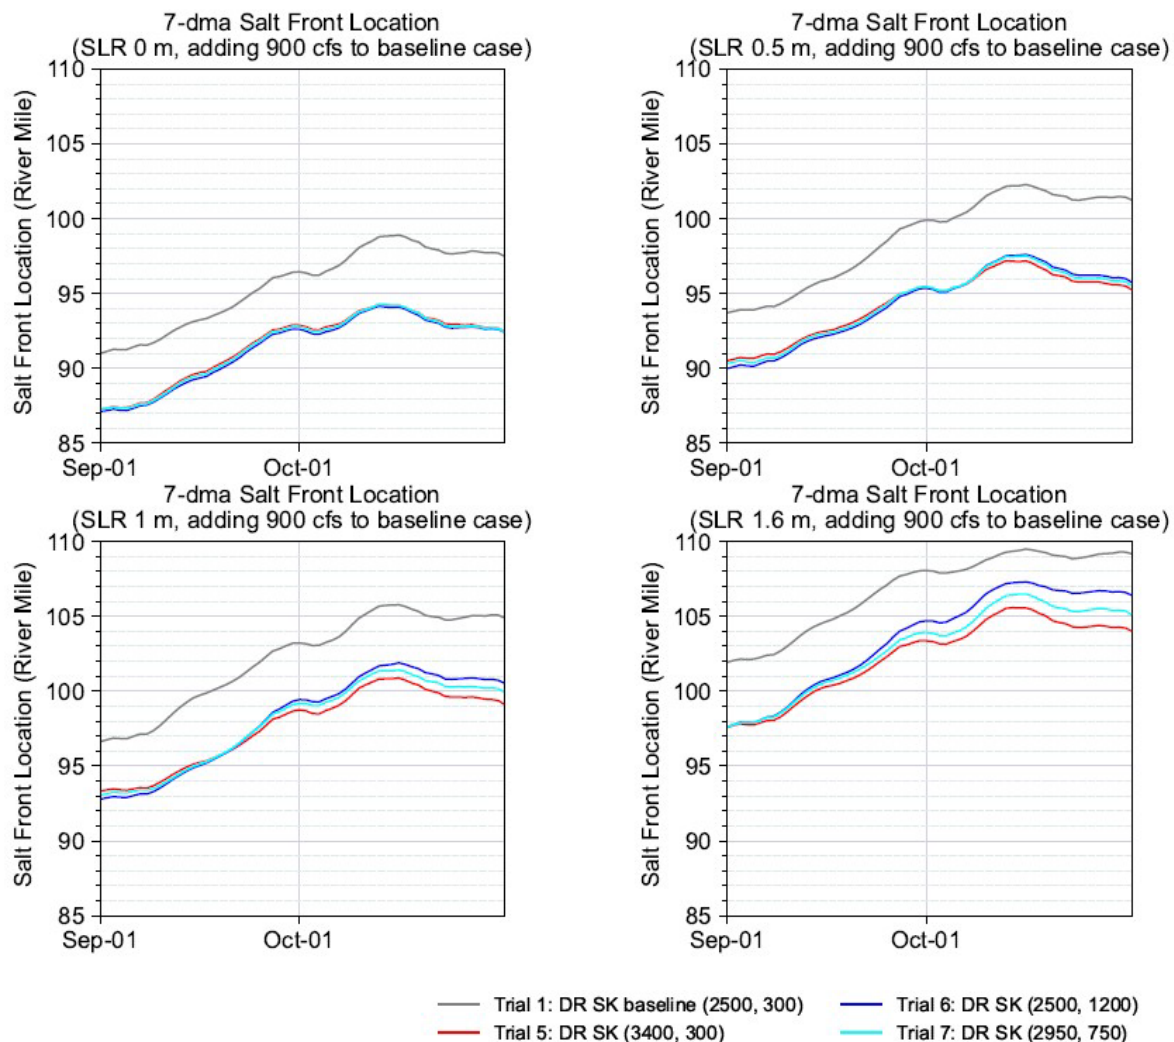 7-dma Salt Front Location
(SLR 0 m, adding 900 cfs to baseline case)
110
105
100
95
90
85
Salt Front Location (River Mile)
Sep-01
Oct-01
7-dma Salt Front Location
(SLR 0.5 m, adding 900 cfs to baseline case)
110
105
100
95
90
85
Salt Front Location (River Mile)
Sep-01
Oct-01
7-dma Salt Front Location
(SLR 1 m, adding 900 cfs to baseline case)
110
105
100
95
90
85
Salt Front Location (River Mile)
Sep-01
Oct-01
7-dma Salt Front Location
(SLR 1.6 m, adding 900 cfs to baseline case)
110
105
100
95
90
85
Salt Front Location (River Mile)
Sep-01
Oct-01
Trial 1: DR SK baseline (2500, 300)
Trial 5: DR SK (3400, 300)
Trial 6: DR SK (2500, 1200)
Trial 7: DR SK (2950, 750)